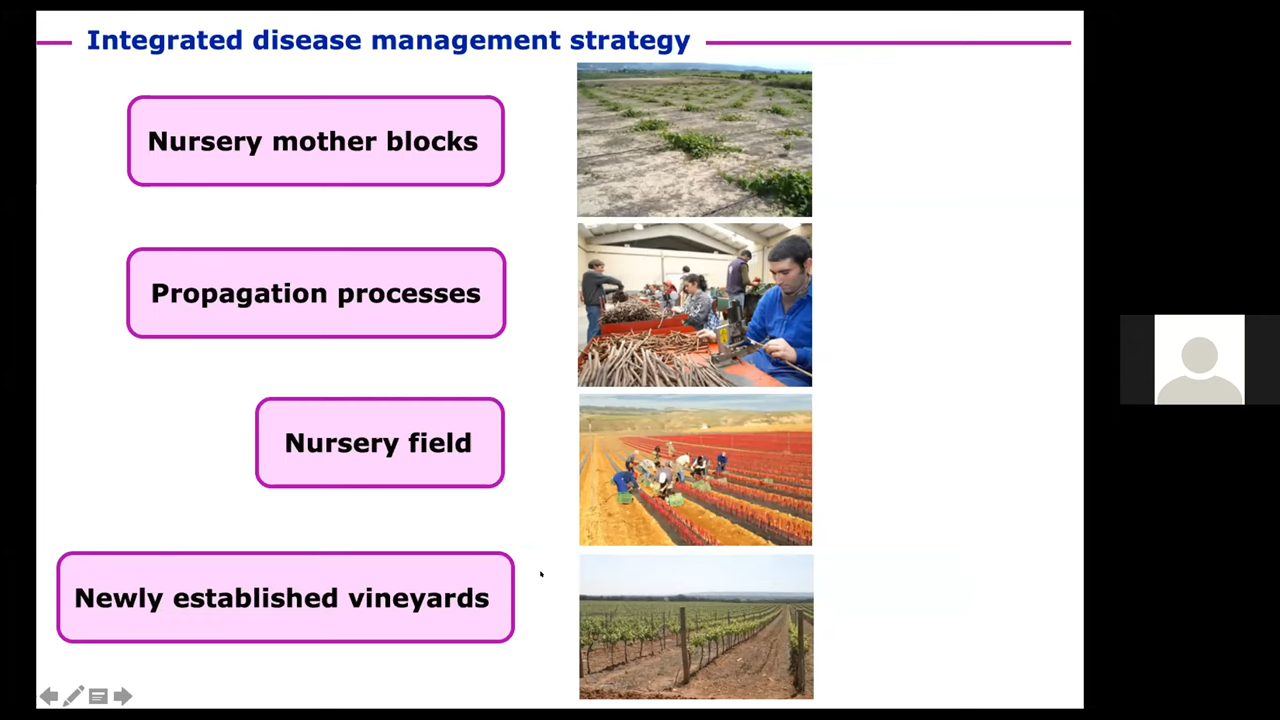 Integrated disease management strategy
Nursery mother blocks
Propagation processes
Nursery field
Newly established vineyards